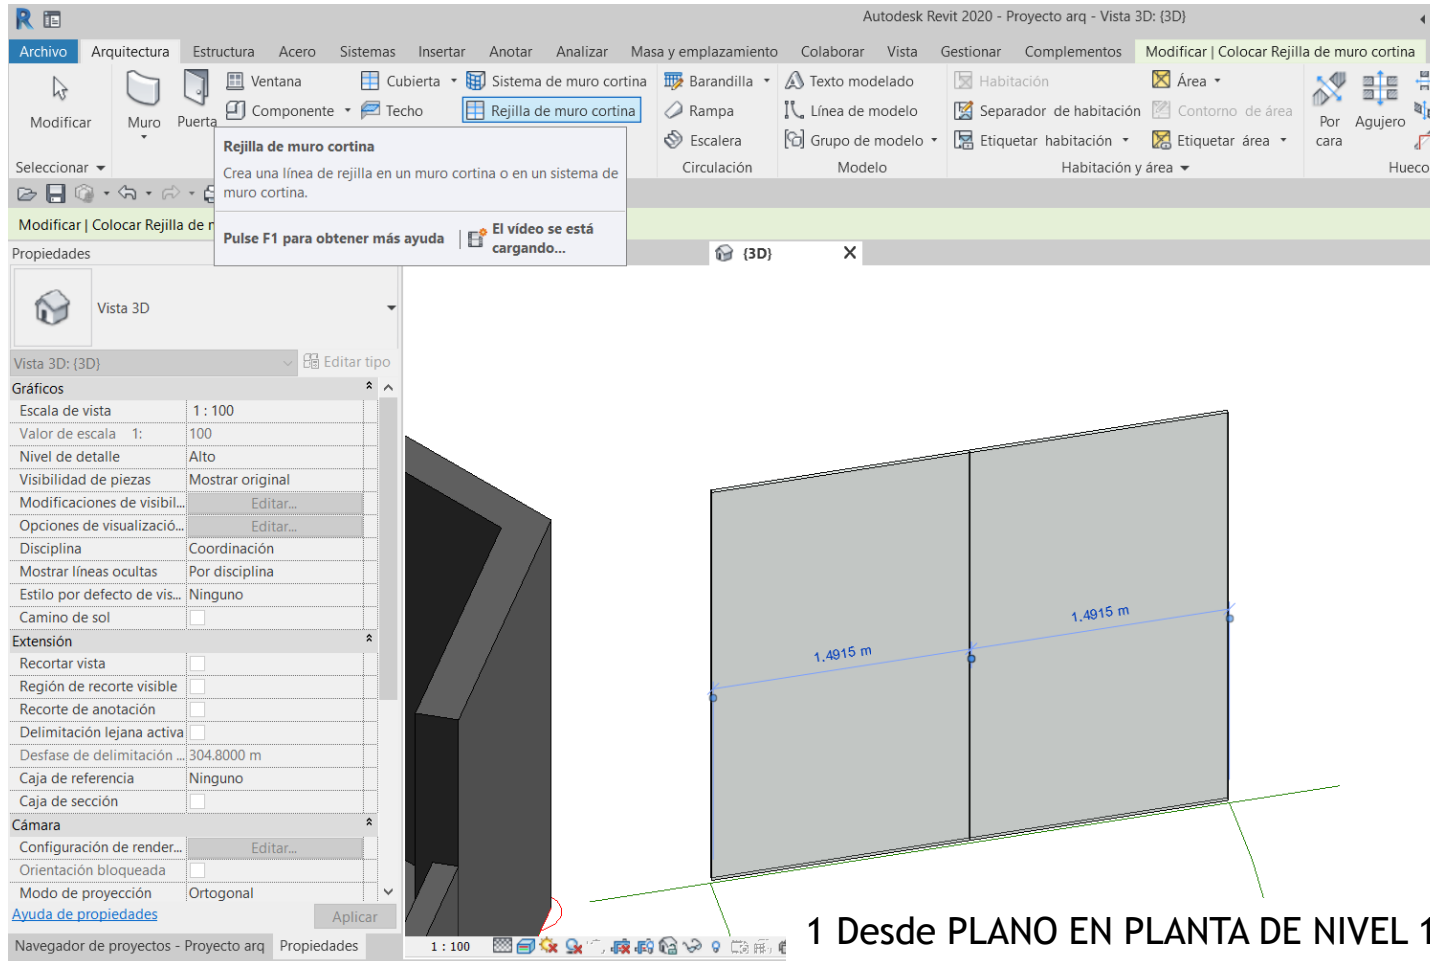 Autodesk Revit 2020 - Proyecto arq - Vista 3D: {3D}
Archivo Arquitectura Estructura Acero Sistemas Insertar Anotar Analizar Masa y emplazamiento Colaborar Vista Gestionar Complementos Modificar | Colocar Rejilla de muro cortina
Ventana Cubierta Sistema de muro cortina Barandilla Texto modelado Habitación Área
Componente Techo Rejilla de muro cortina Rampa Línea de modelo Separador de habitación Contorno de área
Modificar Muro Puerta Por cara Agujero
Escalera Grupo de modelo Etiquetar habitación Etiquetar área
Seleccionar Circulación Modelo Habitación y área Hueco
Rejilla de muro cortina
Crea una línea de rejilla en un muro cortina o en un sistema de
muro cortina.
Pulse F1 para obtener más ayuda El vídeo se está
cargando...
Modificar | Colocar Rejilla de
Propiedades {3D} X
Vista 3D
Vista 3D: {3D} Editar tipo
Gráficos
Escala de vista 1 : 100
Valor de escala 1: 100
Nivel de detalle Alto
Visibilidad de piezas Mostrar original
Modificaciones de visibil... Editar...
Opciones de visualizació... Editar...
Disciplina Coordinación
Mostrar líneas ocultas Por disciplina
Estilo por defecto de vis... Ninguno
Camino de sol
Extensión
Recortar vista
Región de recorte visible
Recorte de anotación
Delimitación lejana activa
Desfase de delimitación ... 304.8000 m
Caja de referencia Ninguno
Caja de sección
Cámara
Configuración de render... Editar...
Orientación bloqueada
Modo de proyección Ortogonal
Ayuda de propiedades Aplicar
Navegador de proyectos - Proyecto arq Propiedades
1 : 100
1.4915 m
1.4915 m
1 Desde PLANO EN PLANTA DE NIVEL 1